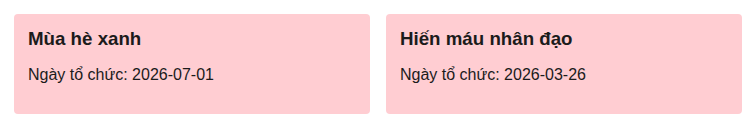 Mùa hè xanh
Ngày tổ chức: 2026-07-01
Hiến máu nhân đạo
Ngày tổ chức: 2026-03-26